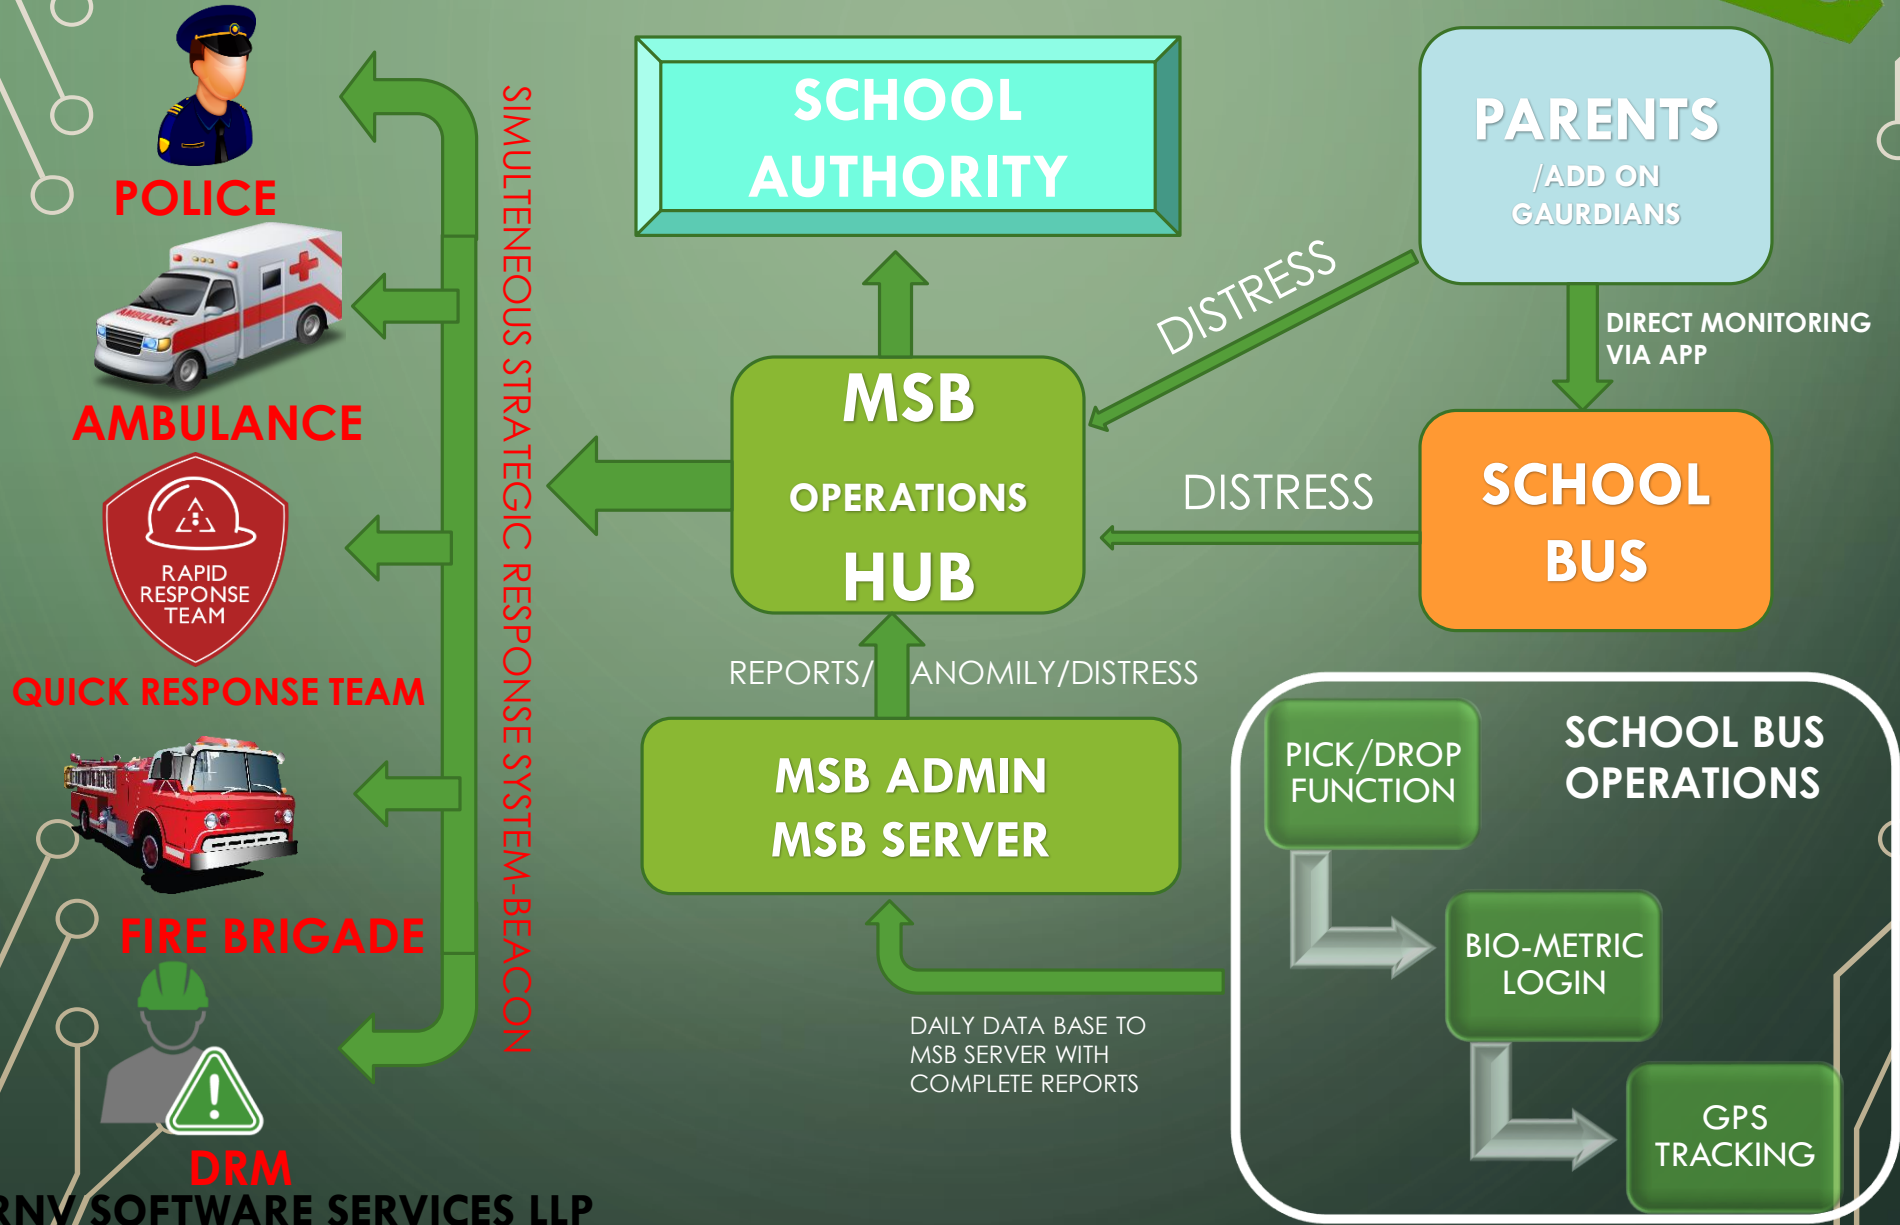 POLICE
AMBULANCE
AMBULANCE
RAPID
RESPONSE
TEAM
QUICK RESPONSE TEAM
FIRE BRIGADE
DRM
RNV SOFTWARE SERVICES LLP
SIMULTENEOUS STRATEGIC RESPONSE SYSTEM-BEACON
SCHOOL
AUTHORITY
MSB
OPERATIONS
HUB
REPORTS/ ANOMILY/DISTRESS
MSB ADMIN
MSB SERVER
DAILY DATA BASE TO
MSB SERVER WITH
COMPLETE REPORTS
PARENTS
/ADD ON
GAURDIANS
DISTRESS
DIRECT MONITORING
VIA APP
DISTRESS
SCHOOL
BUS
SCHOOL BUS
OPERATIONS
PICK/DROP
FUNCTION
BIO-METRIC
LOGIN
GPS
TRACKING